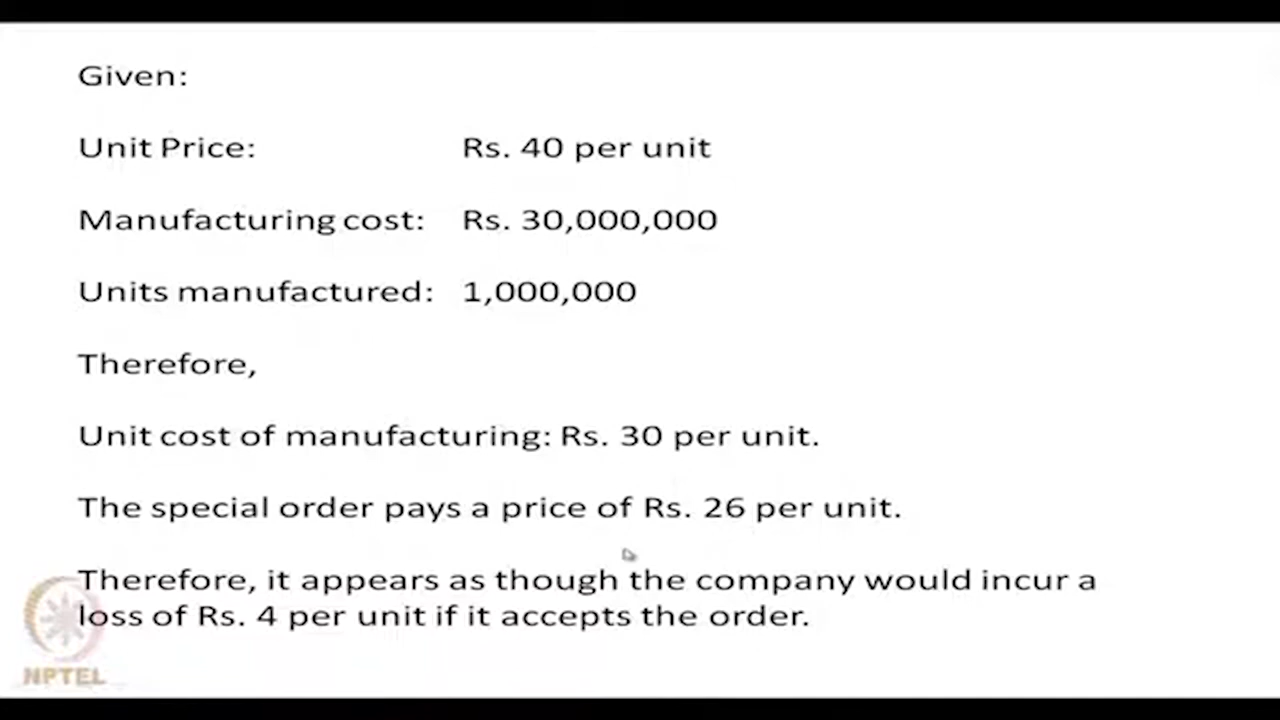 Given:
Unit Price: Rs. 40 per unit
Manufacturing cost: Rs. 30,000,000
Units manufactured: 1,000,000
Therefore,
Unit cost of manufacturing: Rs. 30 per unit.
The special order pays a price of Rs. 26 per unit.
Therefore, it appears as though the company would incur a
loss of Rs. 4 per unit if it accepts the order.
NPTEL